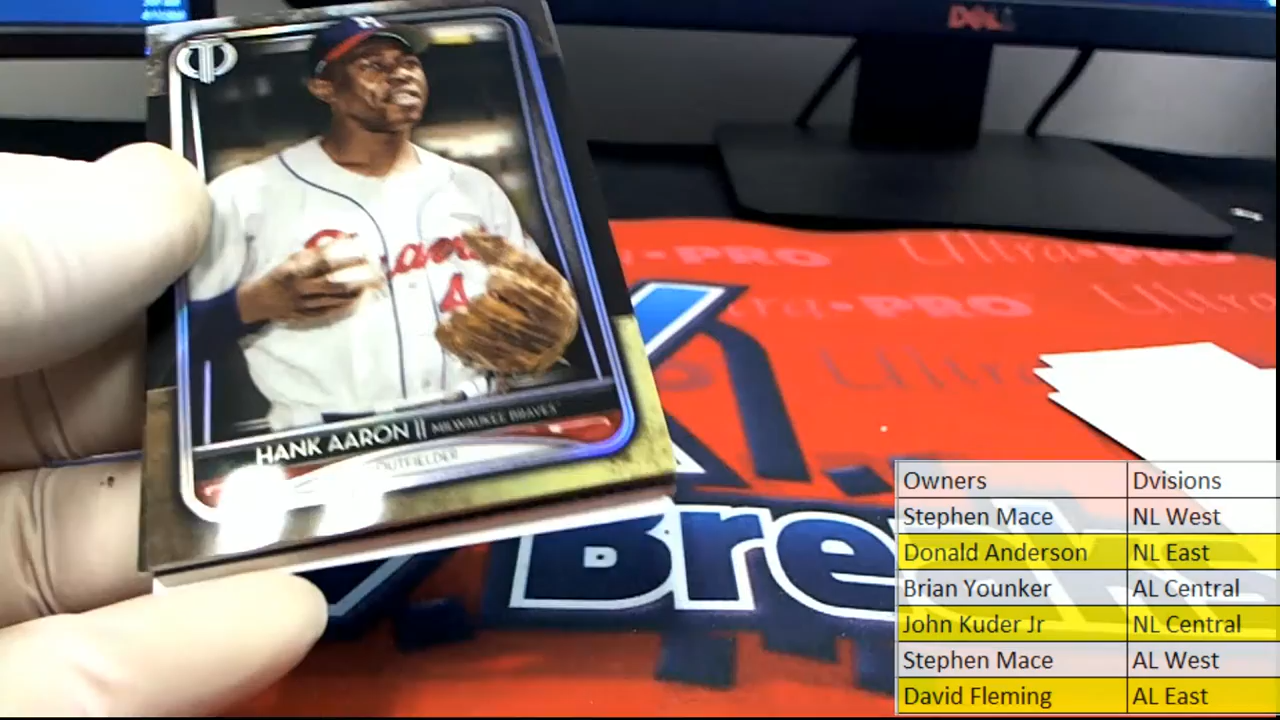 DELL
M
Braves
4
HANK AARON || MILWAUKEE BRAVES
OUTFIELDER
Ultra·PRO
Ultra·PRO
Ultra·PRO
Ultra
Ultra
Brea
Owners Dvisions
Stephen Mace NL West
Donald Anderson NL East
Brian Younker AL Central
John Kuder Jr NL Central
Stephen Mace AL West
David Fleming AL East